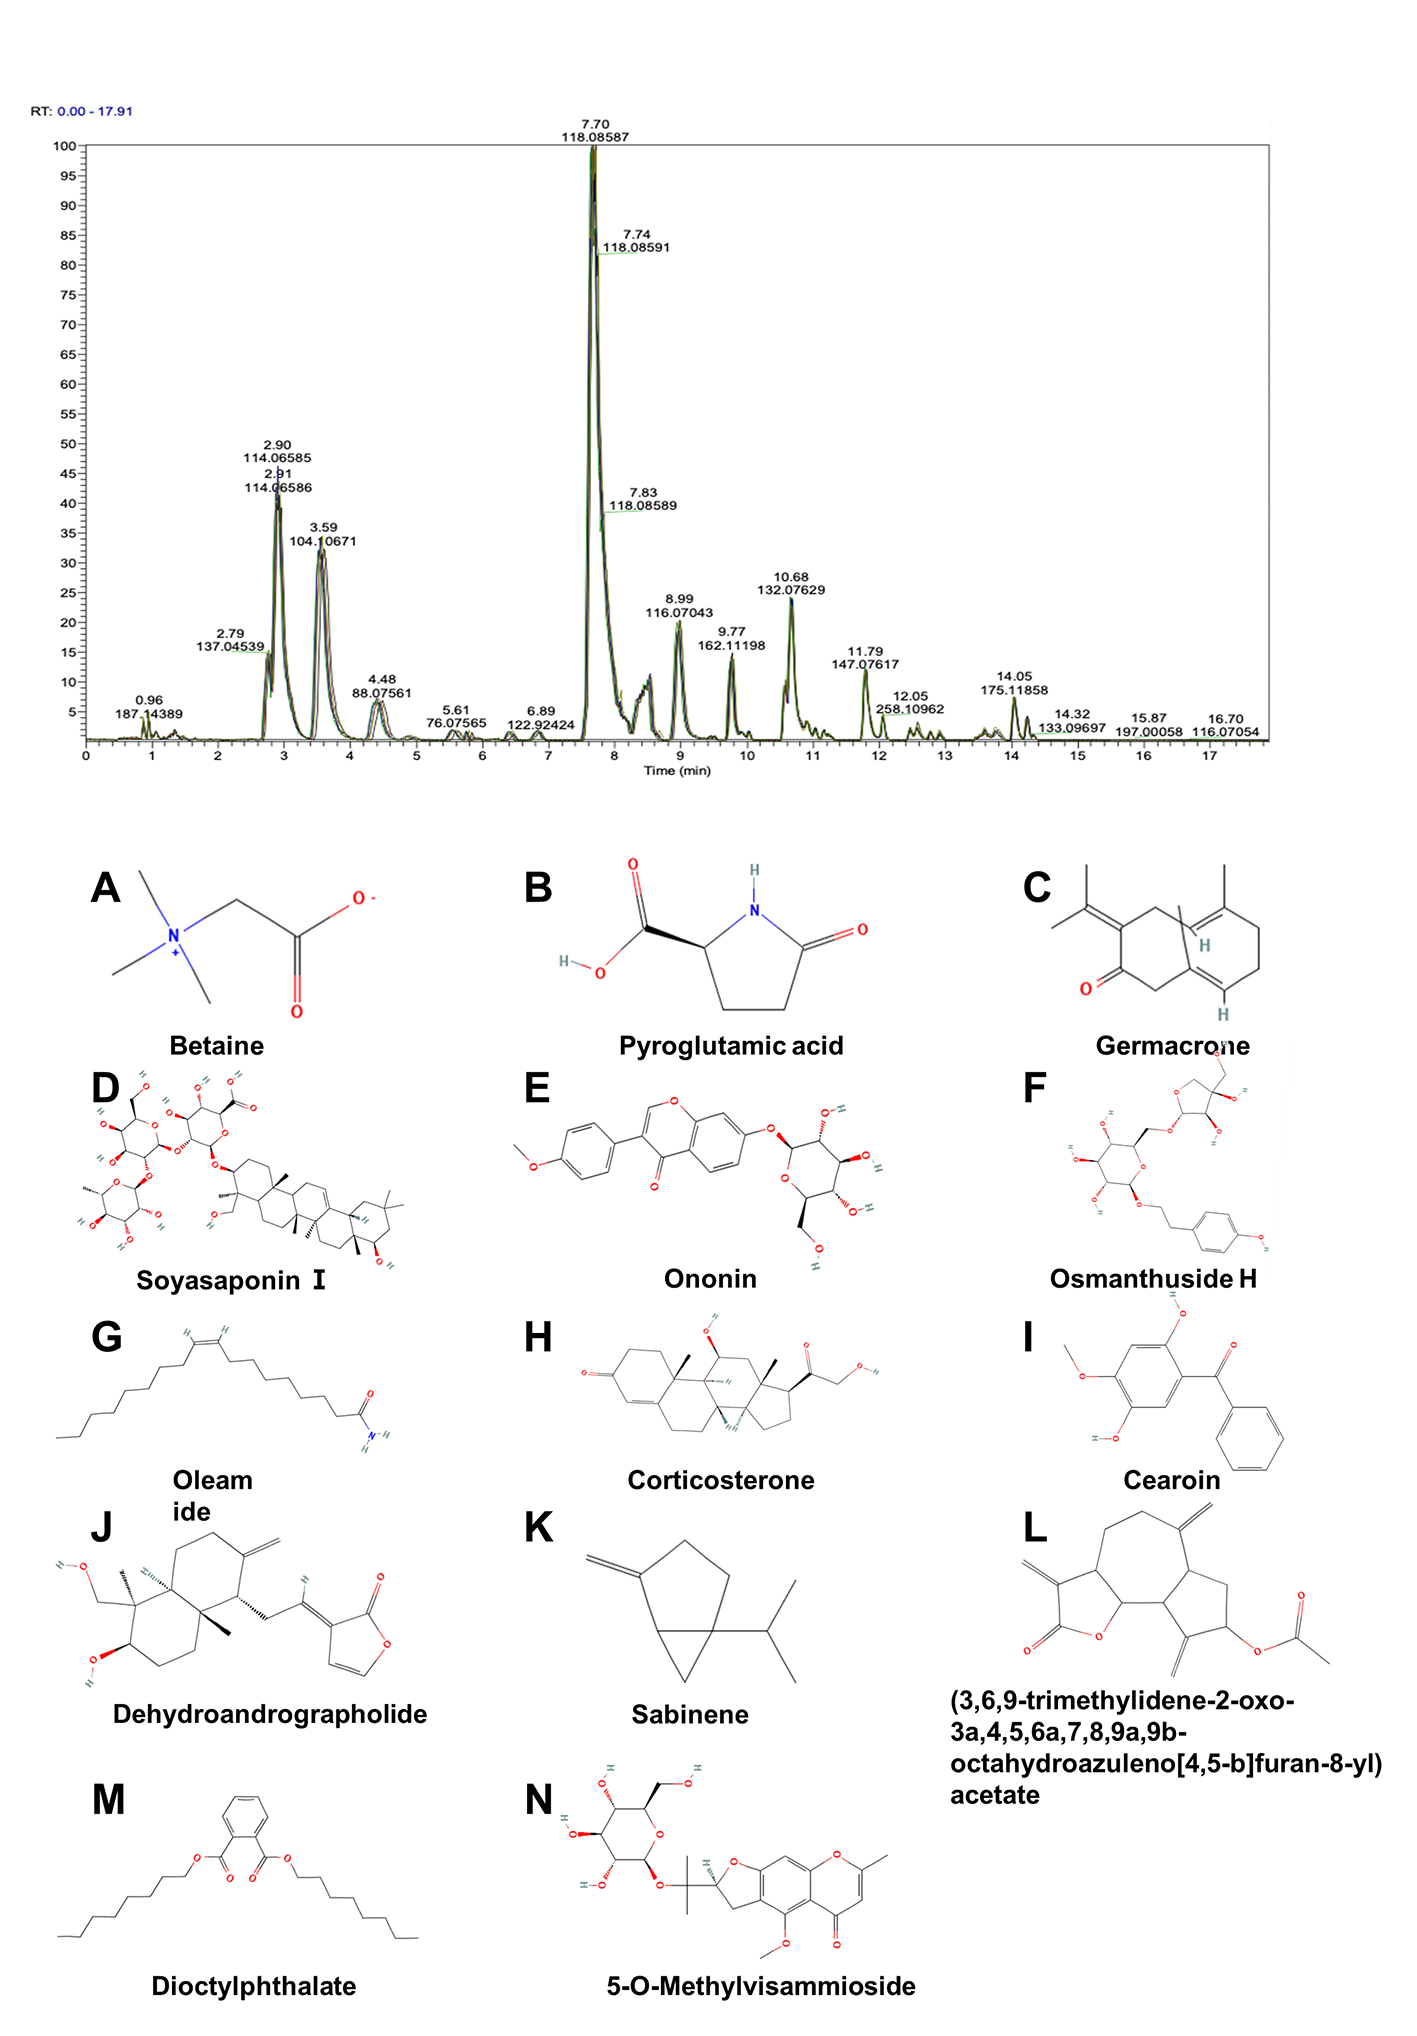 RT: 0.00 - 17.91
7.70
118.08587
7.74
118.08591
7.83
118.08589
2.90
114.06585
2.91
114.06586
3.59
104.10671
2.79
137.04539
0.96
187.14389
4.48
88.07561
5.61
76.07565
6.89
122.92424
8.99
116.07043
9.77
162.11198
10.68
132.07629
11.79
147.07617
12.05
258.10962
14.05
175.11858
14.32
133.09697
15.87
197.00058
16.70
116.07054
100
95
90
85
80
75
70
65
60
55
50
45
40
35
30
25
20
15
10
5
0 1 2 3 4 5 6 7 8 9 10 11 12 13 14 15 16 17
Time (min)
A
N
+
O -
O
Betaine
B
O
H
N
O
H
O
Pyroglutamic acid
C
O
H
H
Germacrone
D
Soyasaponin I
E
Ononin
F
Osmanthuside H
G
Oleam
ide
H
Corticosterone
I
Cearoin
J
Dehydroandrographolide
K
Sabinene
L
(3,6,9-trimethylidene-2-oxo-
3a,4,5,6a,7,8,9a,9b-
octahydroazuleno[4,5-b]furan-8-yl)
acetate
M
Dioctylphthalate
N
5-O-Methylvisammioside